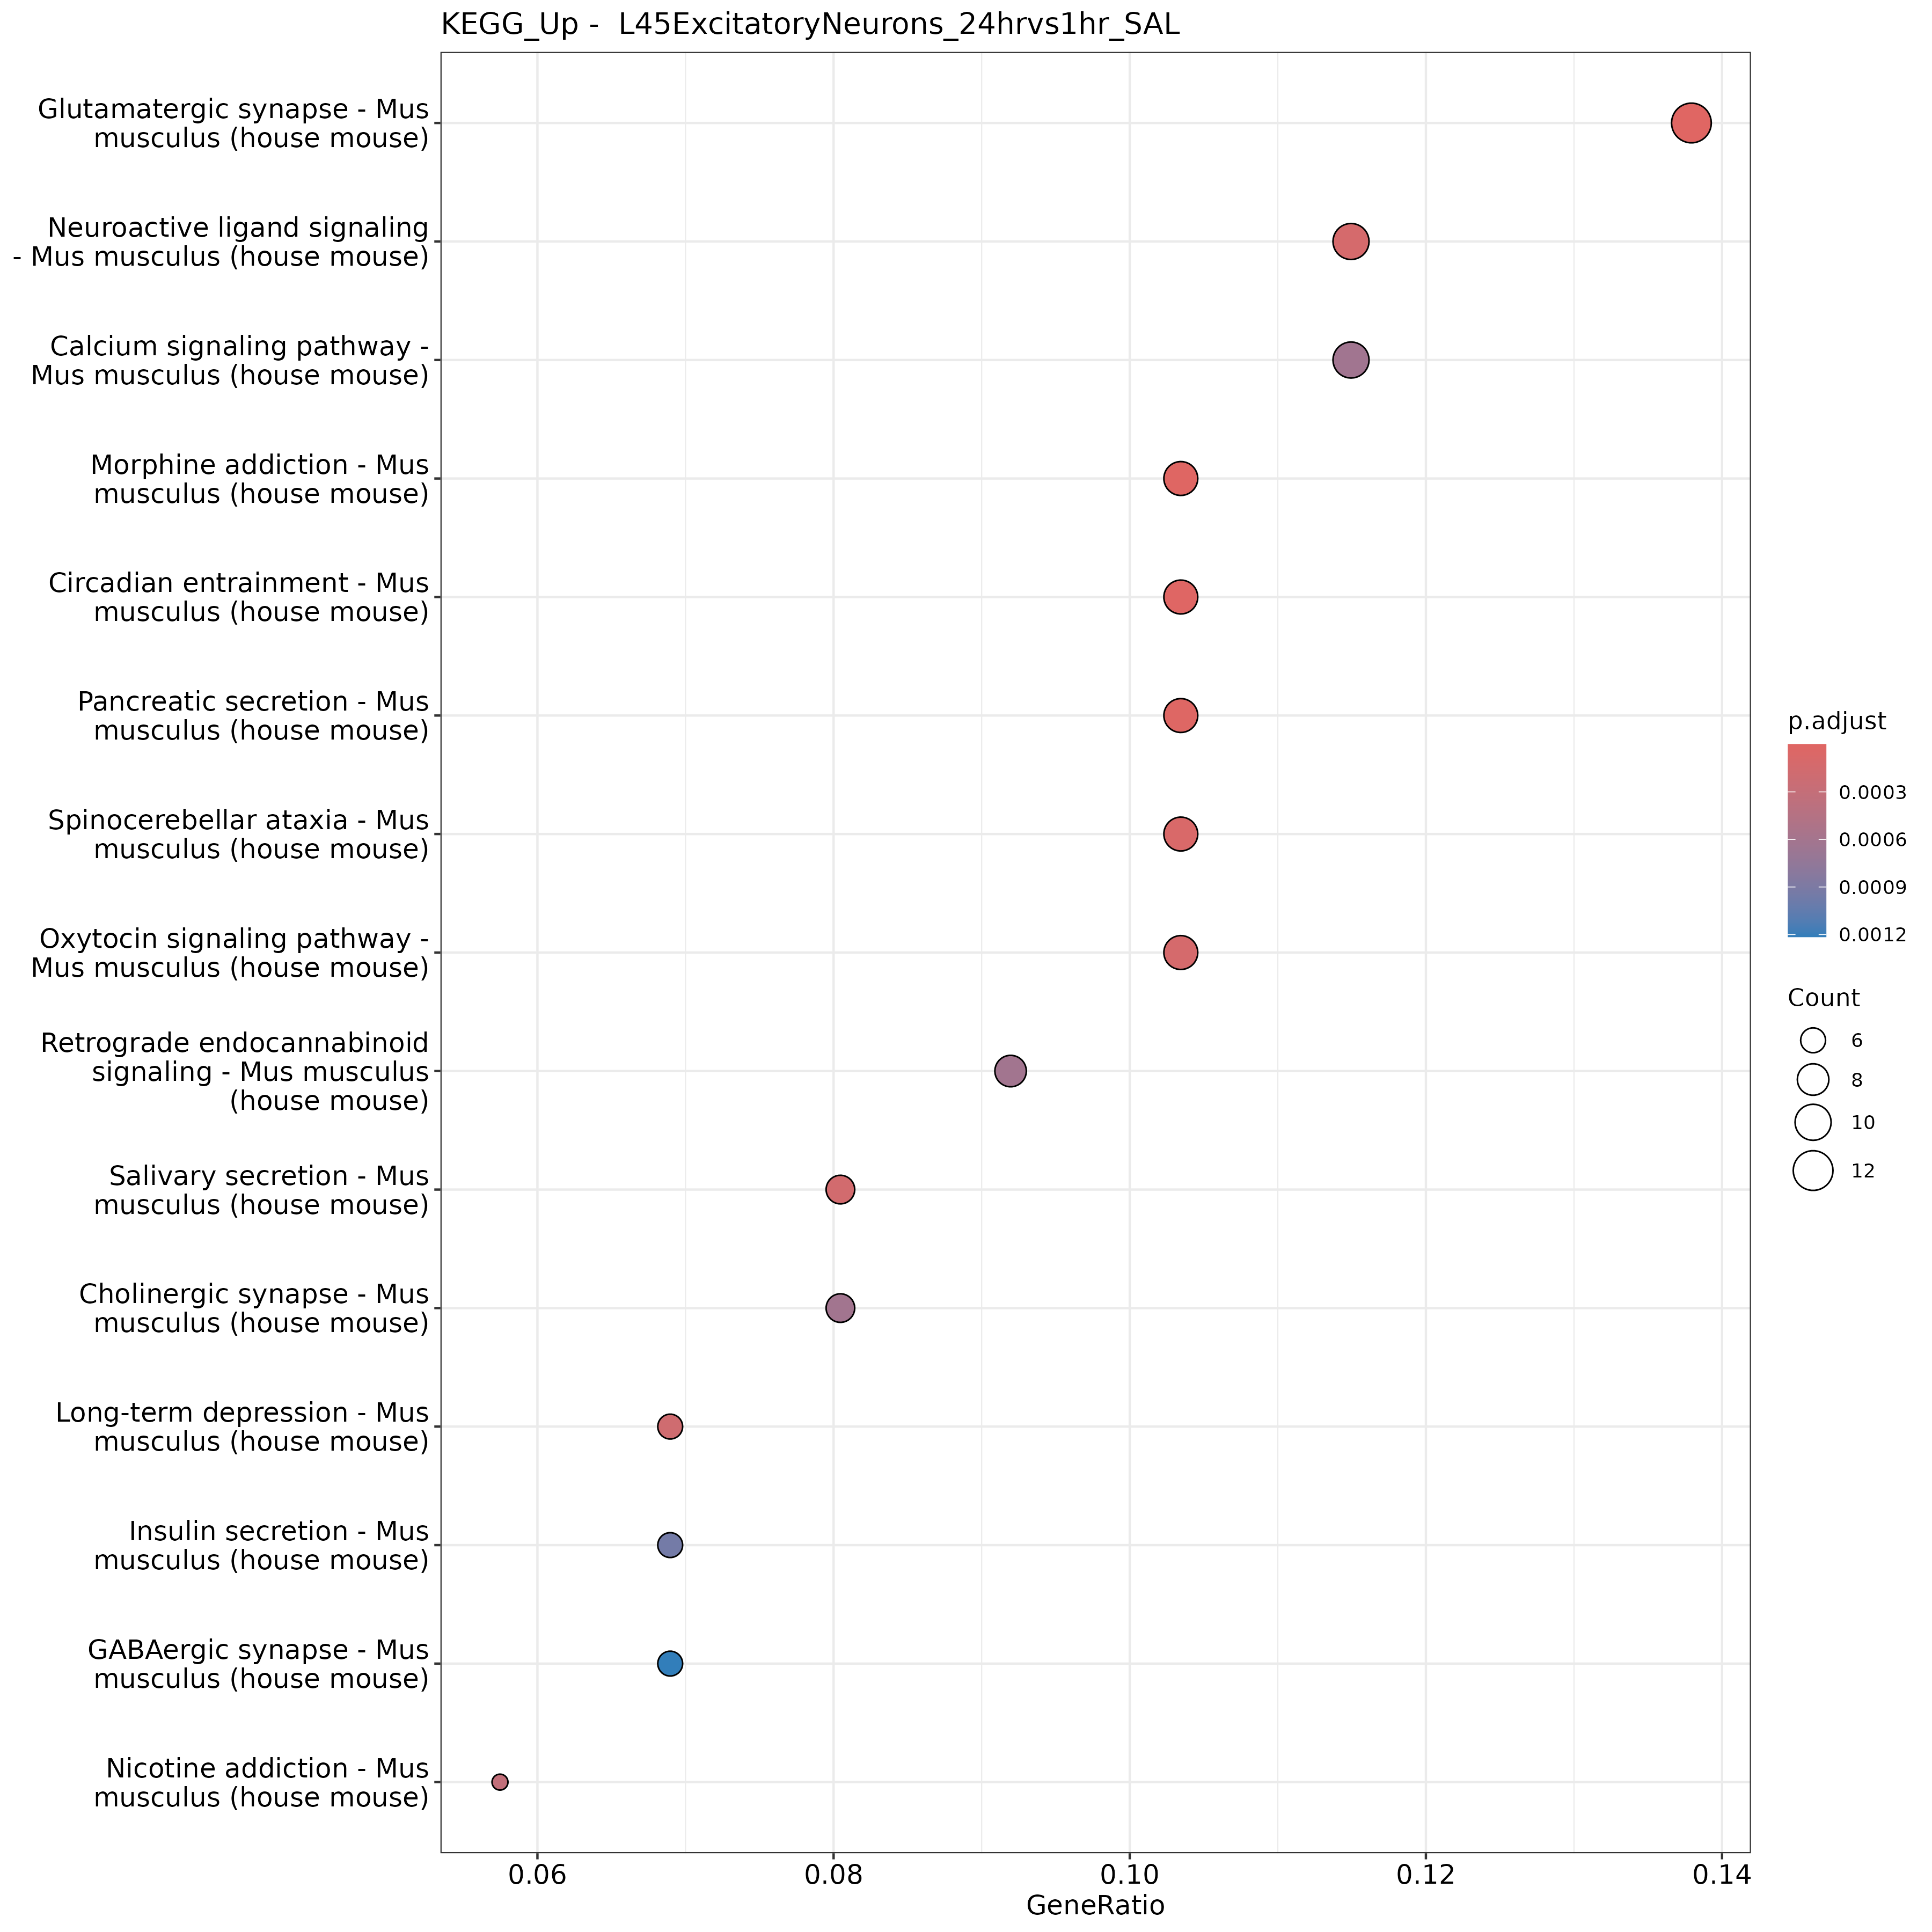 KEGG_Up -  L45ExcitatoryNeurons_24hrvs1hr_SAL
Glutamatergic synapse - Mus
musculus (house mouse)
Neuroactive ligand signaling
- Mus musculus (house mouse)
Calcium signaling pathway -
Mus musculus (house mouse)
Morphine addiction - Mus
musculus (house mouse)
Circadian entrainment - Mus
musculus (house mouse)
Pancreatic secretion - Mus
musculus (house mouse)
Spinocerebellar ataxia - Mus
musculus (house mouse)
Oxytocin signaling pathway -
Mus musculus (house mouse)
Retrograde endocannabinoid
signaling - Mus musculus
(house mouse)
Salivary secretion - Mus
musculus (house mouse)
Cholinergic synapse - Mus
musculus (house mouse)
Long-term depression - Mus
musculus (house mouse)
Insulin secretion - Mus
musculus (house mouse)
GABAergic synapse - Mus
musculus (house mouse)
Nicotine addiction - Mus
musculus (house mouse)
0.06 0.08 0.10 0.12 0.14
GeneRatio
p.adjust
0.0003
0.0006
0.0009
0.0012
Count
6
8
10
12